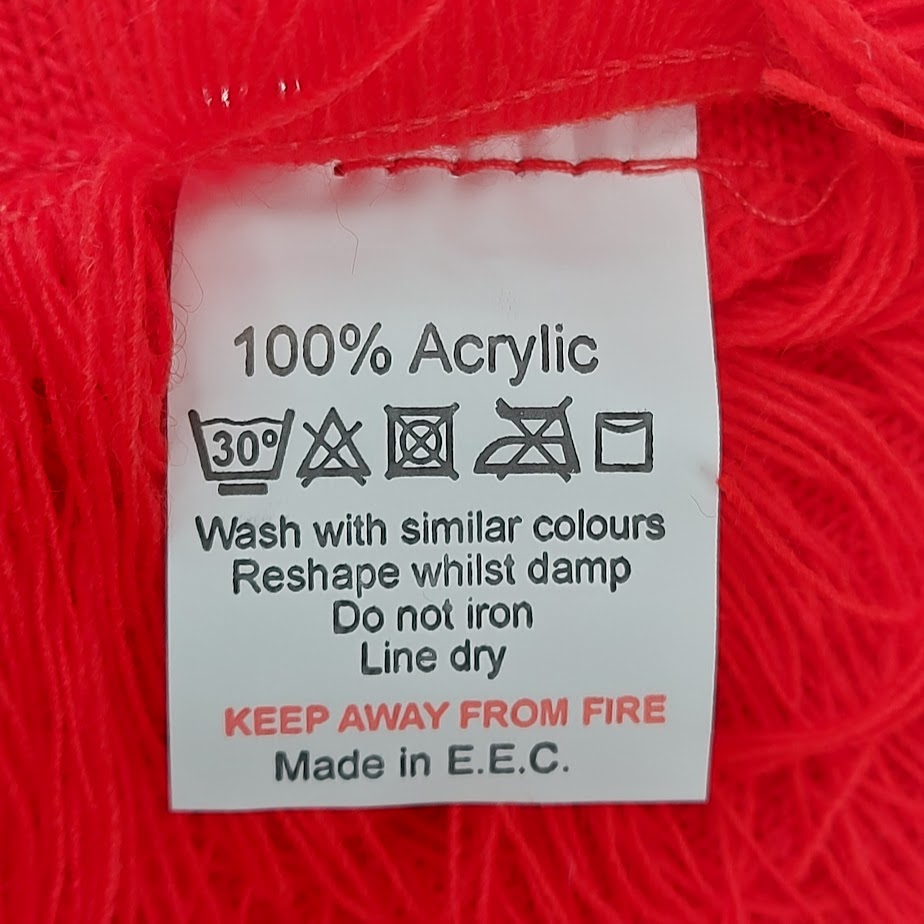 100% Acrylic
30°
Wash with similar colours
Reshape whilst damp
Do not iron
Line dry
KEEP AWAY FROM FIRE
Made in E.E.C.